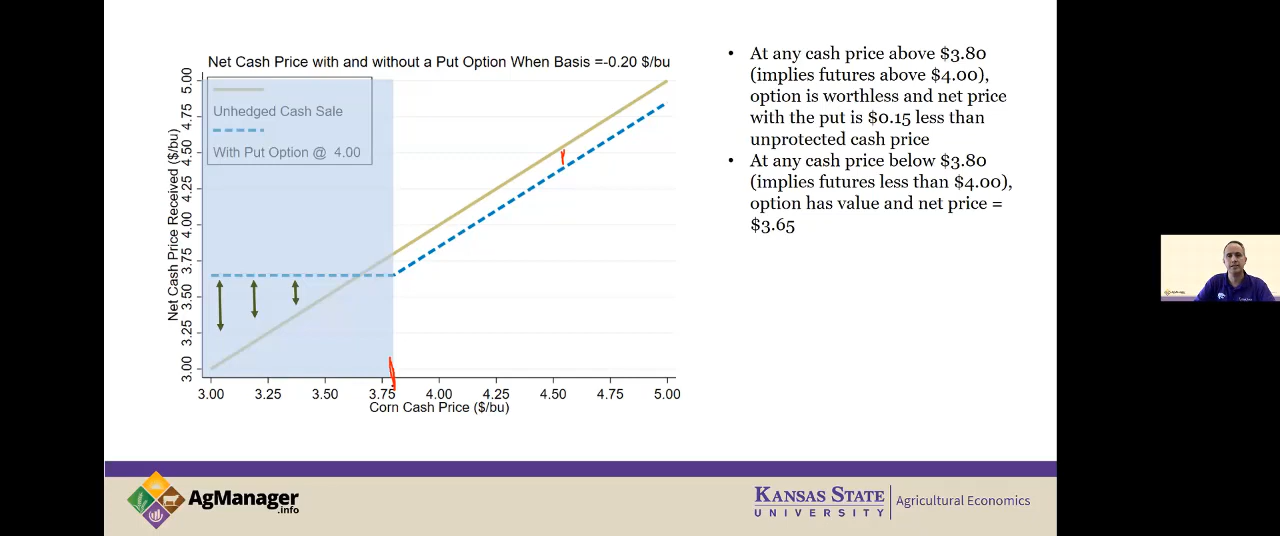 Net Cash Price with and without a Put Option When Basis =-0.20 $/bu
Net Cash Price Received ($/bu)
5.00
4.75
4.50
4.25
4.00
3.75
3.50
3.25
3.00
Unhedged Cash Sale
With Put Option @ 4.00
3.00 3.25 3.50 3.75 4.00 4.25 4.50 4.75 5.00
Corn Cash Price ($/bu)
• At any cash price above $3.80
(implies futures above $4.00),
option is worthless and net price
with the put is $0.15 less than
unprotected cash price
• At any cash price below $3.80
(implies futures less than $4.00),
option has value and net price =
$3.65
AgManager
.info
KANSAS STATE
UNIVERSITY
Agricultural Economics